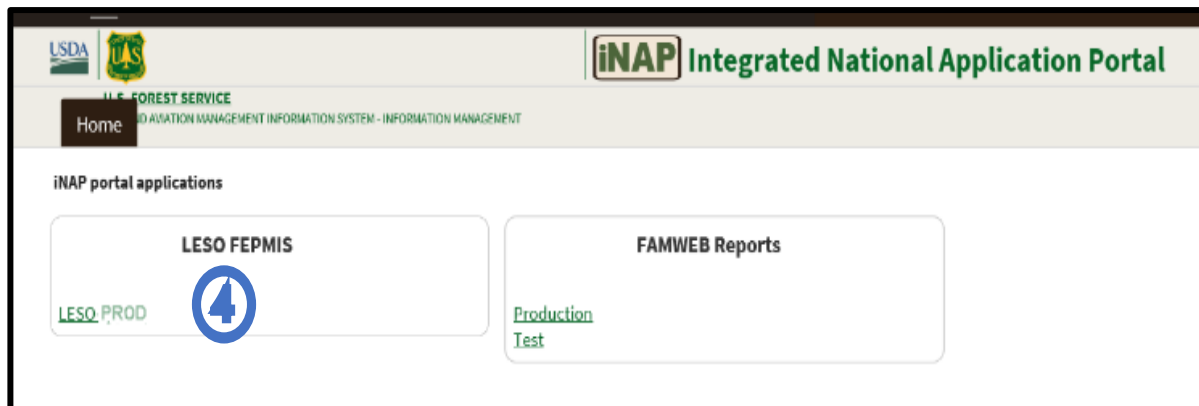 USDA
UAS
iNAP Integrated National Application Portal
U.S. FOREST SERVICE
Home
AVIATION MANAGEMENT INFORMATION SYSTEM - INFORMATION MANAGEMENT
iNAP portal applications
LESO FEPMIS
FAMWEB Reports
LESO PROD
4
Production
Test